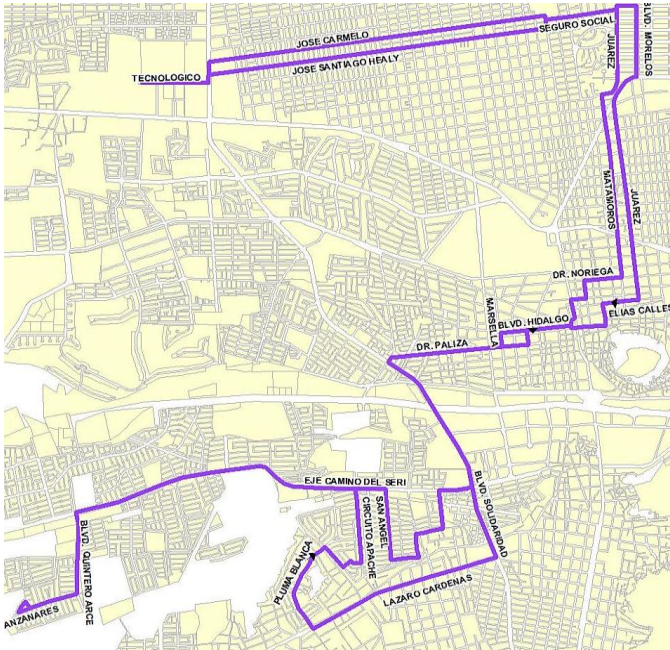 BLVD. MORELOS
SEGURO SOCIAL
JOSE CARMELO
JUAREZ
JOSE SANTIAGO HEALY
TECNOLOGICO
MATAMOROS
JUAREZ
DR. NORIEGA
MARSELLA
BLVD. HIDALGO
ELIAS CALLES
DR. PALIZA
EJE CAMINO DEL SERI
BLVD. SOLIDARIDAD
SAN ANGEL
CIRCUITO APACHE
BLVD. QUINTERO ARCE
PLUMA BLANCA
LAZARO CARDENAS
ANZANARES